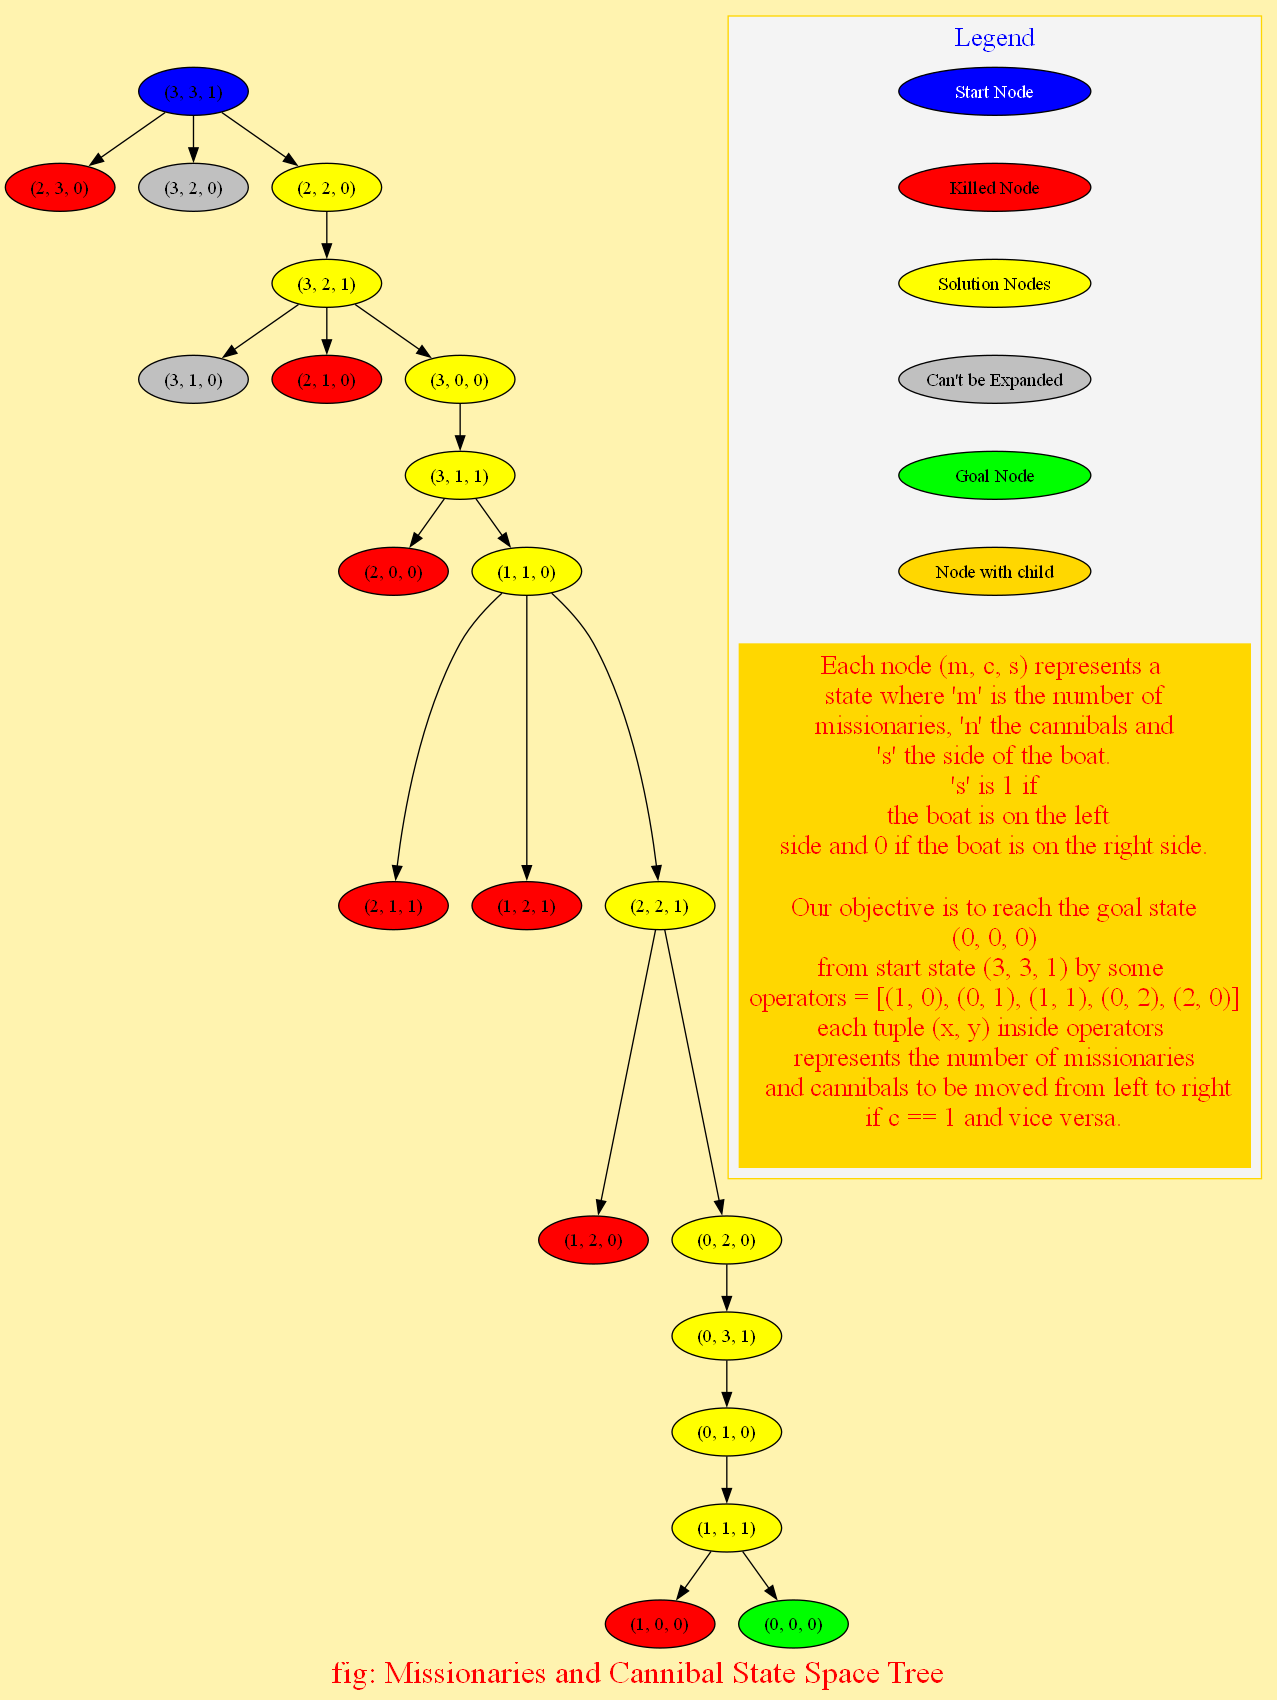 Legend
(3, 3, 1)
Start Node
(2, 3, 0)
(3, 2, 0)
(2, 2, 0)
Killed Node
(3, 2, 1)
Solution Nodes
(3, 1, 0)
(2, 1, 0)
(3, 0, 0)
Can't be Expanded
(3, 1, 1)
Goal Node
(2, 0, 0)
(1, 1, 0)
Node with child
Each node (m, c, s) represents a
state where 'm' is the number of
missionaries, 'n' the cannibals and
's' the side of the boat.
's' is 1 if
the boat is on the left
side and 0 if the boat is on the right side.
Our objective is to reach the goal state
(0, 0, 0)
from start state (3, 3, 1) by some
operators = [(1, 0), (0, 1), (1, 1), (0, 2), (2, 0)]
each tuple (x, y) inside operators
represents the number of missionaries
and cannibals to be moved from left to right
if c == 1 and vice versa.
(2, 1, 1)
(1, 2, 1)
(2, 2, 1)
(1, 2, 0)
(0, 2, 0)
(0, 3, 1)
(0, 1, 0)
(1, 1, 1)
(1, 0, 0)
(0, 0, 0)
fig: Missionaries and Cannibal State Space Tree